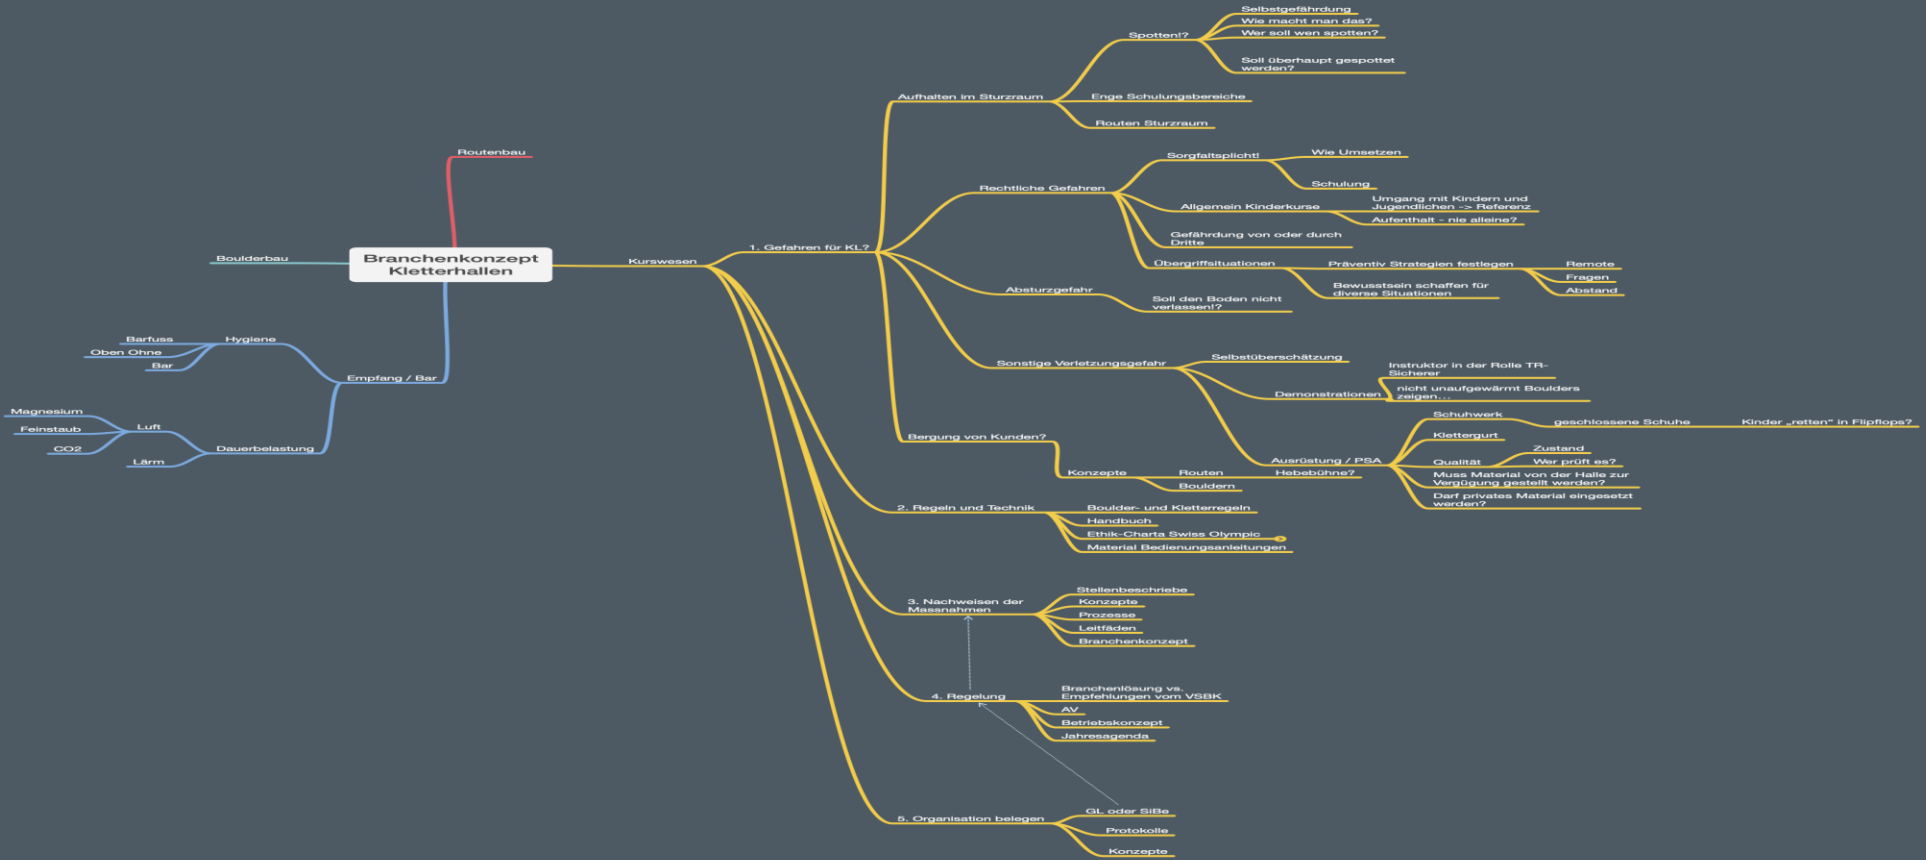 Branchenkonzept
Kletterhallen
Routenbau
Boulderbau
Empfang / Bar
Hygiene
Barfuss
Oben Ohne
Bar
Dauerbelastung
Luft
Magnesium
Feinstaub
CO2
Lärm
Kurswesen
1. Gefahren für KL?
Aufhalten im Sturzraum
Spotten!?
Selbstgefährdung
Wie macht man das?
Wer soll wen spotten?
Soll überhaupt gespottet
werden?
Enge Schulungsbereiche
Routen Sturzraum
Rechtliche Gefahren
Sorgfaltsplicht!
Wie Umsetzen
Schulung
Allgemein Kinderkurse
Umgang mit Kindern und
Jugendlichen -> Referenz
Aufenthalt - nie alleine?
Gefährdung von oder durch
Dritte
Übergriffsituationen
Präventiv Strategien festlegen
Remote
Fragen
Abstand
Bewusstsein schaffen für
diverse Situationen
Absturzgefahr
Soll den Boden nicht
verlassen!?
Sonstige Verletzungsgefahr
Selbstüberschätzung
Demonstrationen
Instruktor in der Rolle TR-
Sicherer
nicht unaufgewärmt Boulders
zeigen...
Ausrüstung / PSA
Schuhwerk
geschlossene Schuhe
Kinder „retten" in Flipflops?
Klettergurt
Qualität
Zustand
Wer prüft es?
Muss Material von der Halle zur
Vergügung gestellt werden?
Darf privates Material eingesetzt
werden?
Bergung von Kunden?
Konzepte
Routen
Hebebühne?
Bouldern
2. Regeln und Technik
Boulder- und Kletterregeln
Handbuch
Ethik-Charta Swiss Olympic
Material Bedienungsanleitungen
3. Nachweisen der
Massnahmen
Stellenbeschriebe
Konzepte
Prozesse
Leitfäden
Branchenkonzept
4. Regelung
Branchenlösung vs.
Empfehlungen vom VSBK
AV
Betriebskonzept
Jahresagenda
5. Organisation belegen
GL oder SiBe
Protokolle
Konzepte